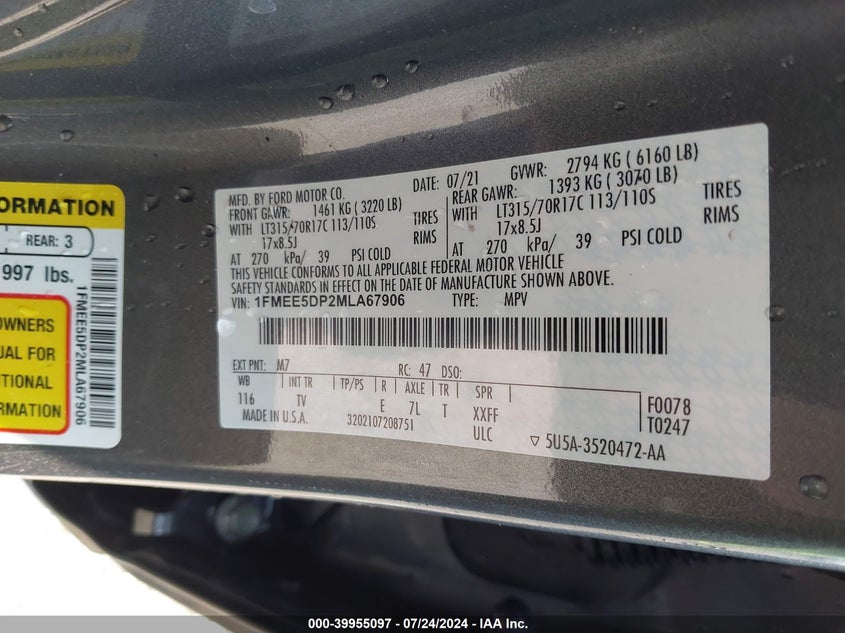 ORMATION
REAR: 3
997 lbs.
OWNERS
UAL FOR
ITIONAL
1FMEE5DP2MLA67906
MFD. BY FORD MOTOR CO.
DATE: 07/21
GVWR: 2794 KG ( 6160 LB)
FRONT GAWR: 1461 KG ( 3220 LB)
REAR GAWR: 1393 KG ( 3070 LB)
WITH LT315/70R17C 113/110S TIRES
WITH LT315/70R17C 113/110S TIRES
17x8.5J RIMS
17x8.5J RIMS
AT 270 kPa/ 39 PSI COLD
AT 270 kPa/ 39 PSI COLD
THIS VEHICLE CONFORMS TO ALL APPLICABLE FEDERAL MOTOR VEHICLE
SAFETY STANDARDS IN EFFECT ON THE DATE OF MANUFACTURE SHOWN ABOVE.
VIN: 1FMEE5DP2MLA67906 TYPE: MPV
EXT PNT: M7 RC: 47 DSO:
WB INT TR TP/PS R AXLE TR SPR
116 TV E 7L T XXFF
F0078
MADE IN U.S.A. 3202107208751 ULC
T0247
5U5A-3520472-AA
000-39955097 - 07/24/2024 - IAA Inc.